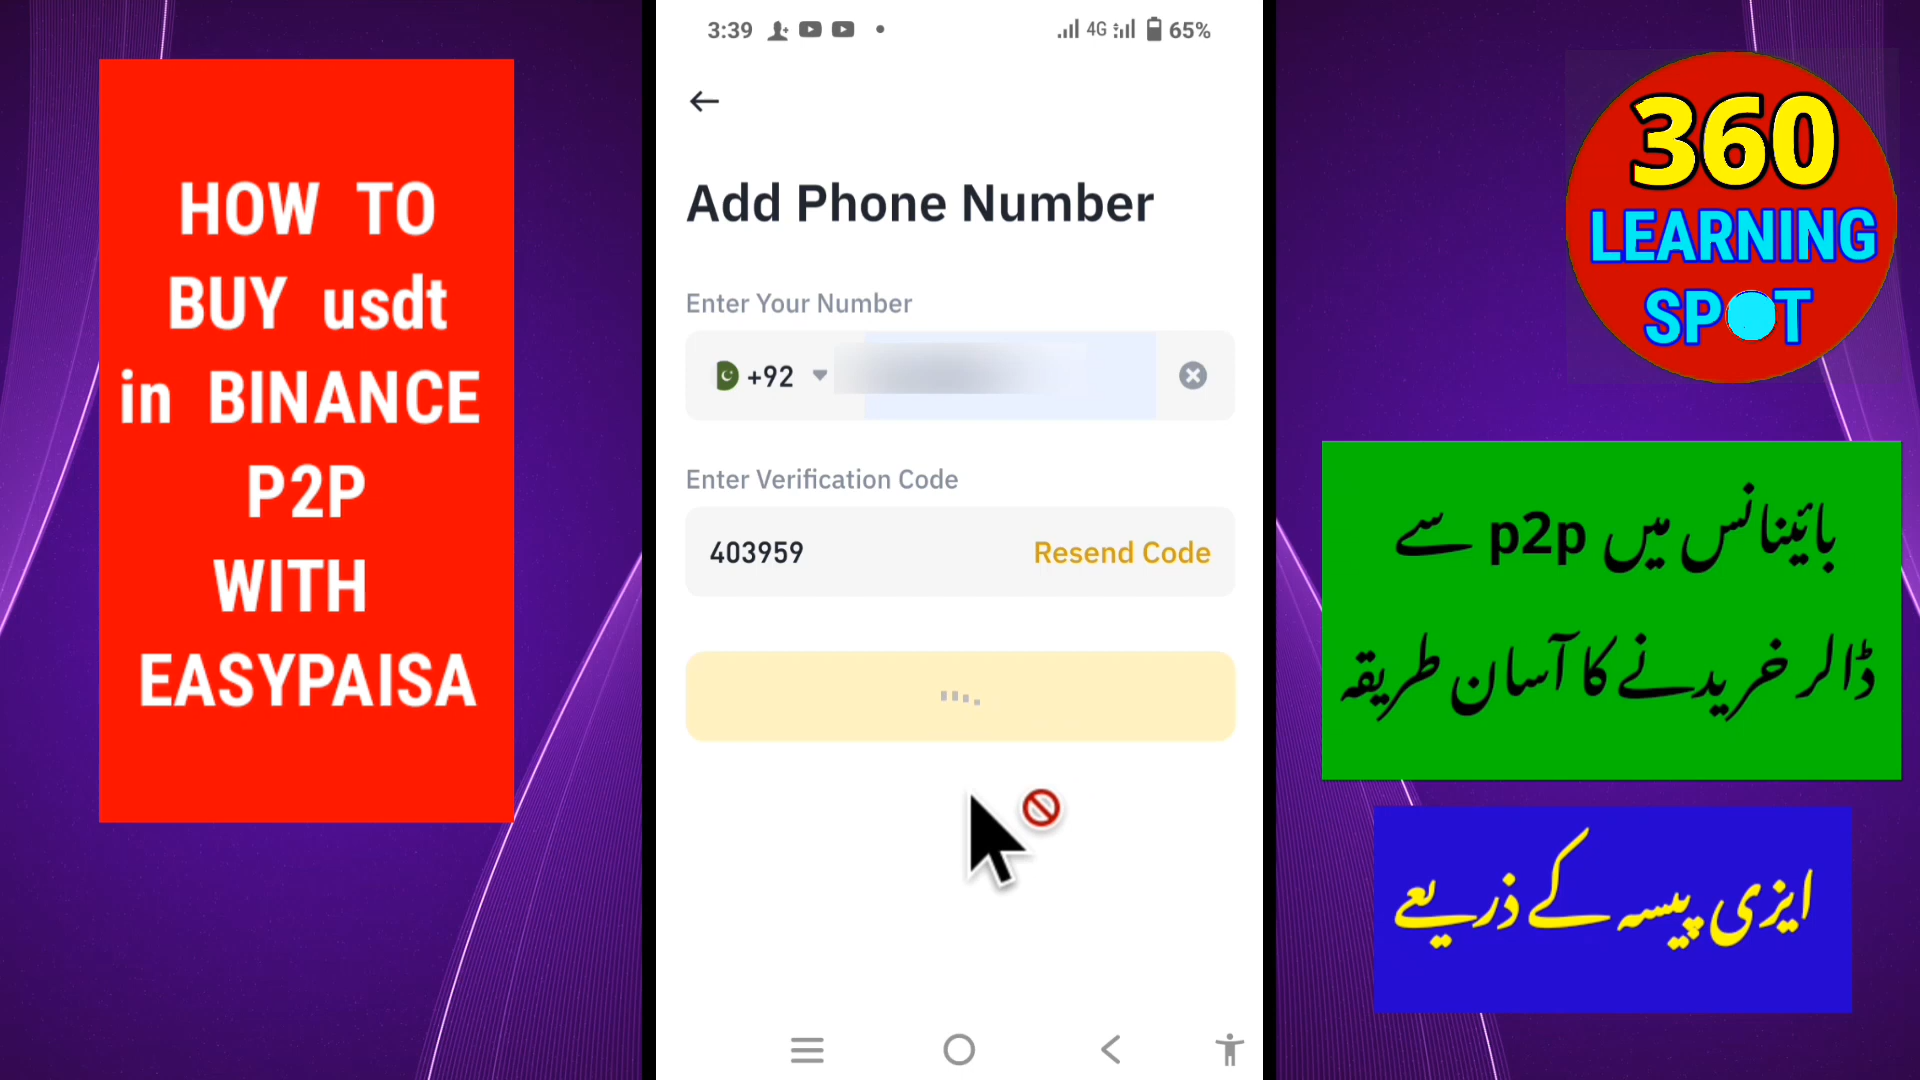 HOW TO
BUY usdt
in BINANCE
P2P
WITH
EASYPAISA
3:39
4G
65%
Add Phone Number
Enter Your Number
+92
Enter Verification Code
403959
Resend Code
360
LEARNING
SPOT
بائینانس میں p2p سے
ڈالر خریدنے کا آسان طریقہ
ایزی پیسہ کے ذریعے